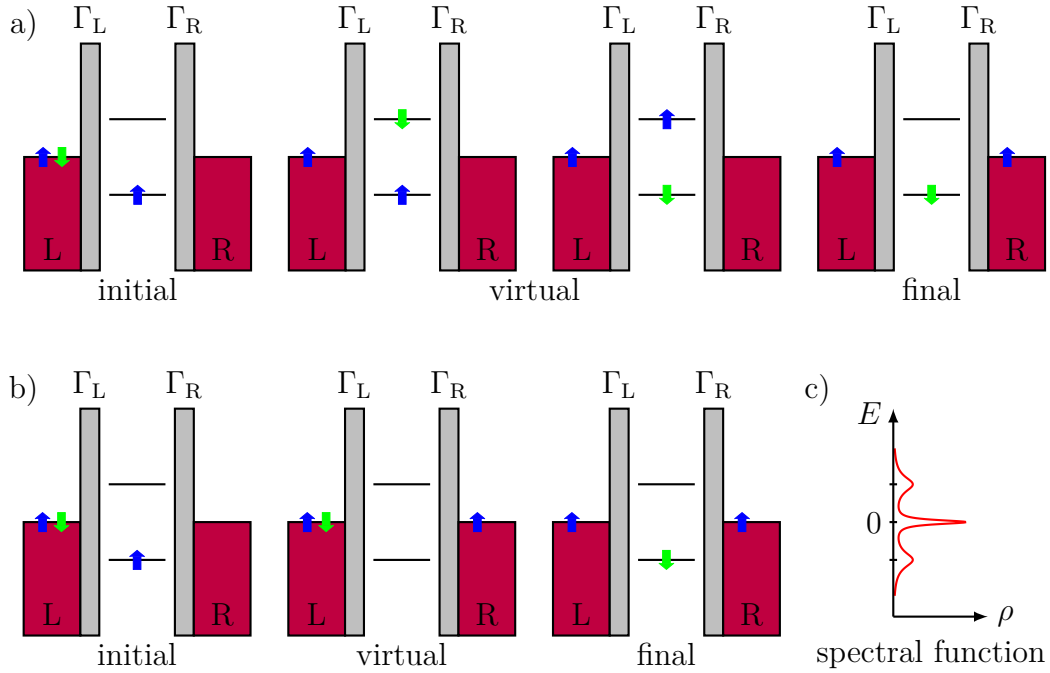 a) Γ_L Γ_R Γ_L Γ_R Γ_L Γ_R Γ_L Γ_R
L R L R L R L R
initial virtual final
b) Γ_L Γ_R Γ_L Γ_R Γ_L Γ_R c)
E
0
L R L R L R
ρ
initial virtual final spectral function